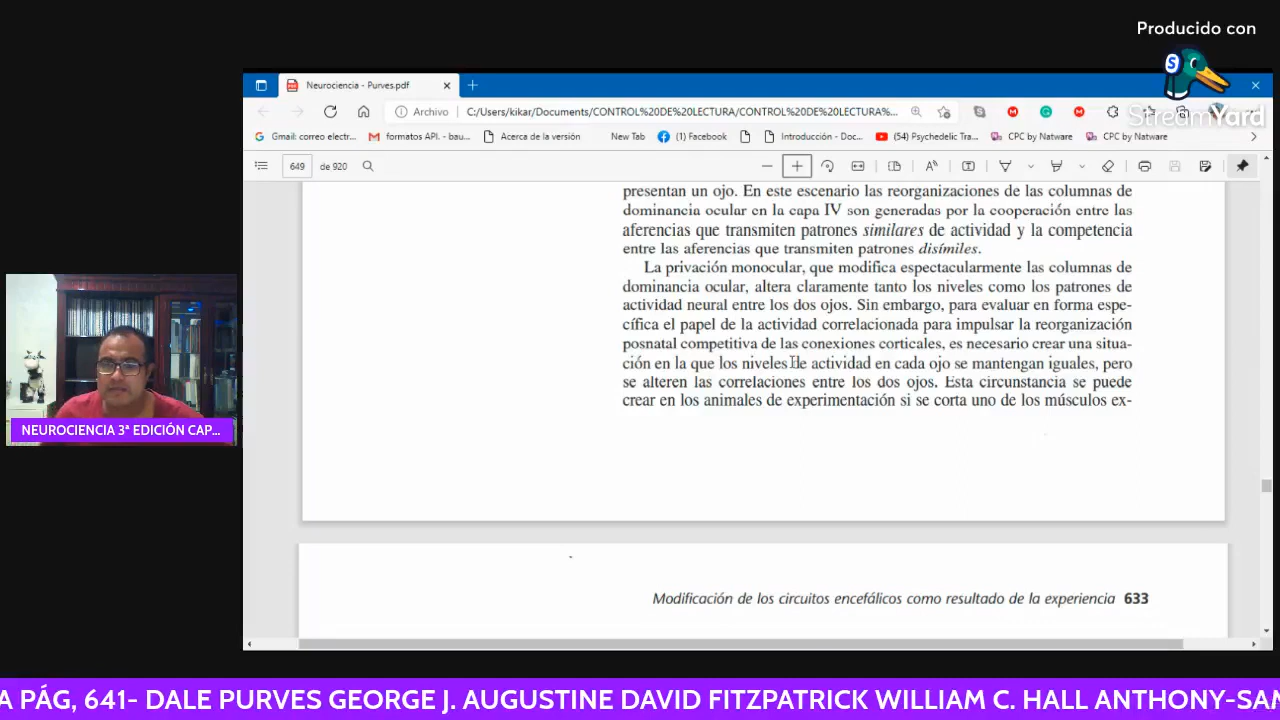 Producido con
StreamYard
Neurociencia - Purves.pdf
Archivo
C:/Users/kikar/Documents/CONTROL%20DE%20LECTURA/CONTROL%20DE%20LECTURA%...
Gmail: correo electr...
formatos API. - bau...
Acerca de la versión
New Tab
(1) Facebook
Introducción - Doc...
(54) Psychedelic Tra...
CPC by Natware
CPC by Natware
649 de 920
presentan un ojo. En este escenario las reorganizaciones de las columnas de
dominancia ocular en la capa IV son generadas por la cooperación entre las
aferencias que transmiten patrones similares de actividad y la competencia
entre las aferencias que transmiten patrones disímiles.
La privación monocular, que modifica espectacularmente las columnas de
dominancia ocular, altera claramente tanto los niveles como los patrones de
actividad neural entre los dos ojos. Sin embargo, para evaluar en forma espe-
cífica el papel de la actividad correlacionada para impulsar la reorganización
posnatal competitiva de las conexiones corticales, es necesario crear una situa-
ción en la que los niveles de actividad en cada ojo se mantengan iguales, pero
se alteren las correlaciones entre los dos ojos. Esta circunstancia se puede
crear en los animales de experimentación si se corta uno de los músculos ex-
Modificación de los circuitos encefálicos como resultado de la experiencia 633
NEUROCIENCIA 3ª EDICIÓN CAP...
A PÁG, 641- DALE PURVES GEORGE J. AUGUSTINE DAVID FITZPATRICK WILLIAM C. HALL ANTHONY-SAM